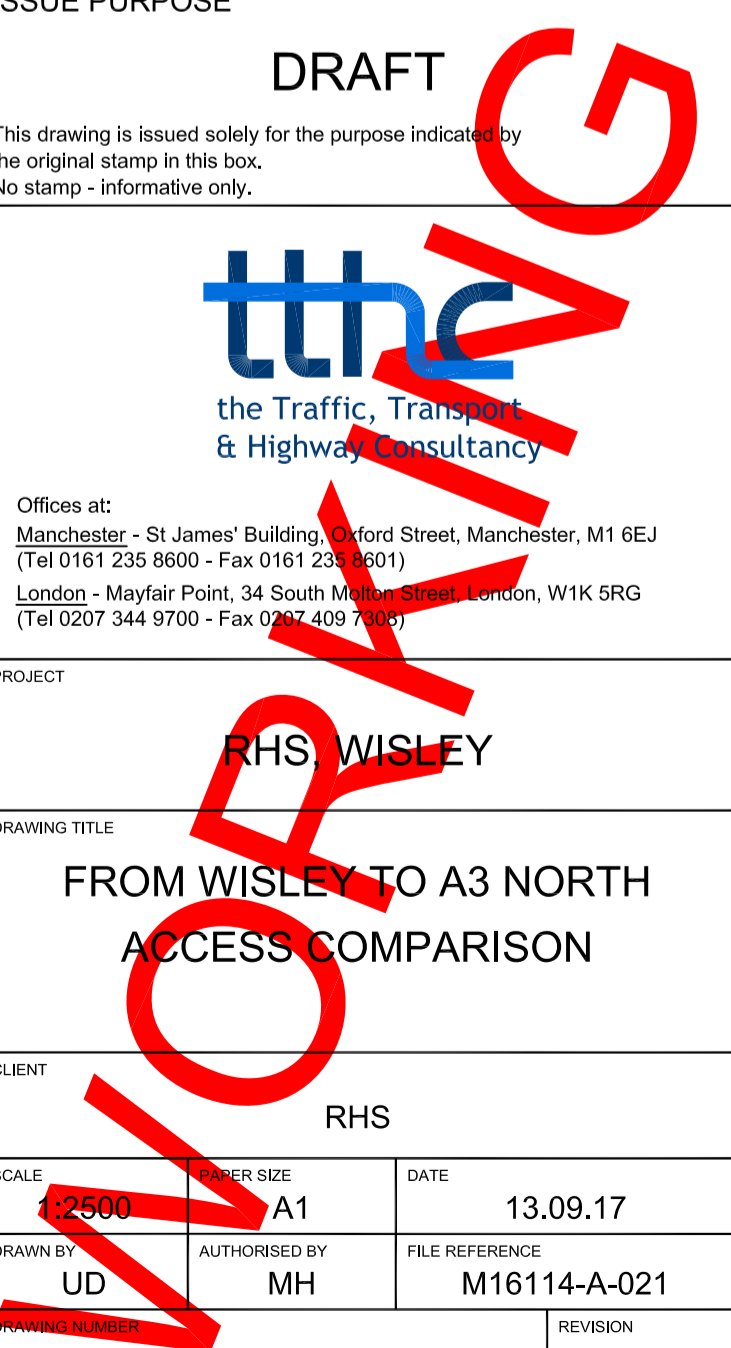 ISSUE PURPOSE
DRAFT
This drawing is issued solely for the purpose indicated by
the original stamp in this box.
No stamp - informative only.
tthc
the Traffic, Transport
& Highway Consultancy
Offices at:
Manchester - St James' Building, Oxford Street, Manchester, M1 6EJ
(Tel 0161 235 8600 - Fax 0161 235 8601)
London - Mayfair Point, 34 South Molton Street, London, W1K 5RG
(Tel 0207 344 9700 - Fax 0207 409 7308)
PROJECT
RHS, WISLEY
DRAWING TITLE
FROM WISLEY TO A3 NORTH
ACCESS COMPARISON
CLIENT
RHS
SCALE PAPER SIZE DATE
1:2500 A1 13.09.17
DRAWN BY AUTHORISED BY FILE REFERENCE
UD MH M16114-A-021
DRAWING NUMBER REVISION
WORKING